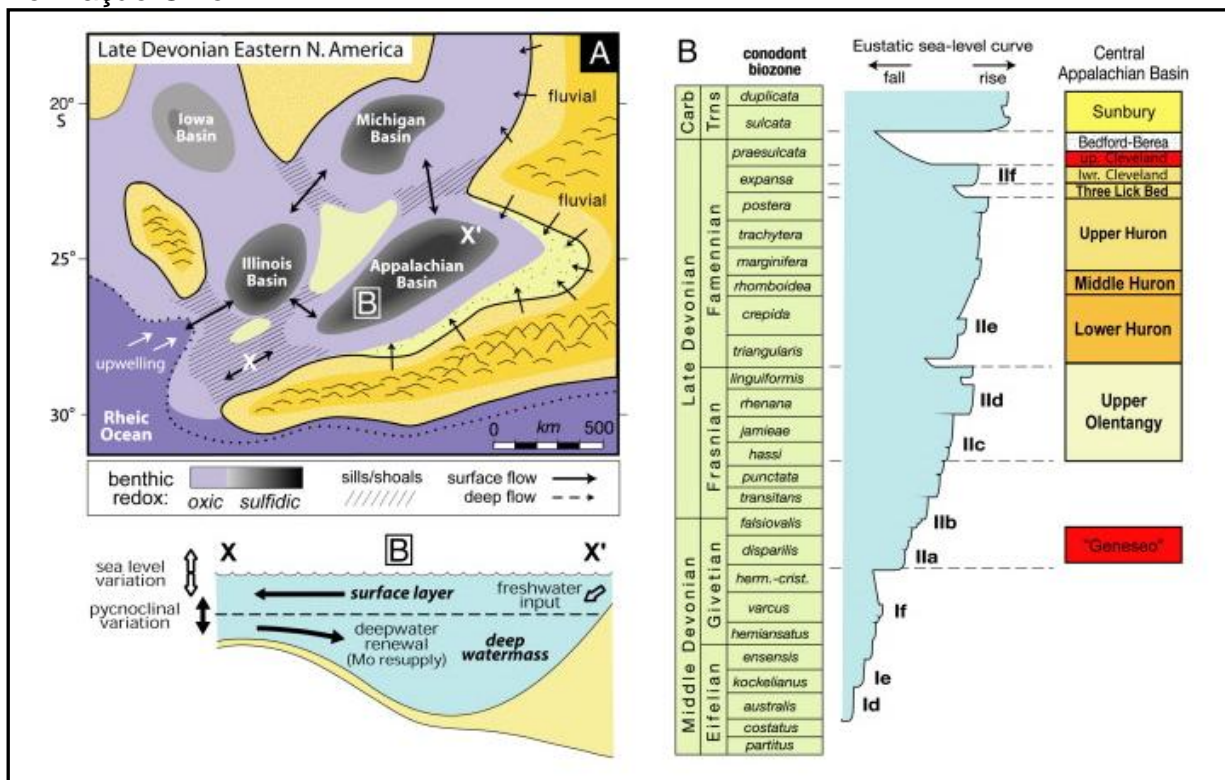 Late Devonian Eastern N. America
A
20°
S
25°
30°
Iowa
Basin
Michigan
Basin
fluvial
fluvial
X'
Illinois
Basin
Appalachian
Basin
B
upwelling
X
Rheic
Ocean
0 km 500
benthic
redox:
oxic sulfidic
sills/shoals
surface flow
deep flow
X B X'
sea level
variation
pycnoclinal
variation
surface layer
freshwater
input
deepwater
renewal
(Mo resupply)
deep
watermass
B
conodont
biozone
Eustatic sea-level curve
fall rise
Central
Appalachian Basin
Carb
Trns
Late Devonian
Famennian
Frasnian
Middle Devonian
Givetian
Eifelian
duplicata
sulcata
praesulcata
expansa
postera
trachytera
marginifera
rhomboidea
crepida
triangularis
linguiformis
rhenana
jamieae
hassi
punctata
transitans
falsiovalis
disparilis
herm.-crist.
varcus
hemiansatus
ensensis
kockelianus
australis
costatus
partitus
IIf
IIe
IId
IIc
IIb
IIa
If
Ie
Id
Sunbury
Bedford-Berea
up. Cleveland
lwr. Cleveland
Three Lick Bed
Upper Huron
Middle Huron
Lower Huron
Upper
Olentangy
"Geneseo"